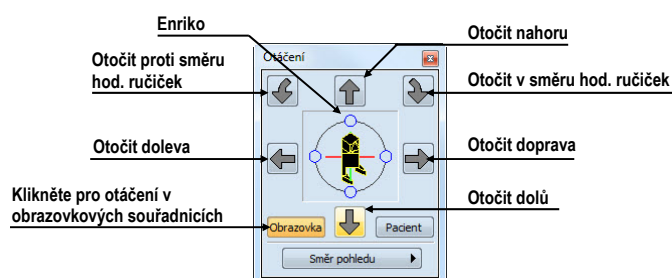 Enriko
Otočit nahoru
Otáčení
Otočit proti směru
hod. ručiček
Otočit v směru hod. ručiček
Otočit doleva
Otočit doprava
Klikněte pro otáčení v
obrazovkových souřadnicích
Otočit dolů
Obrazovka
Pacient
Směr pohledu